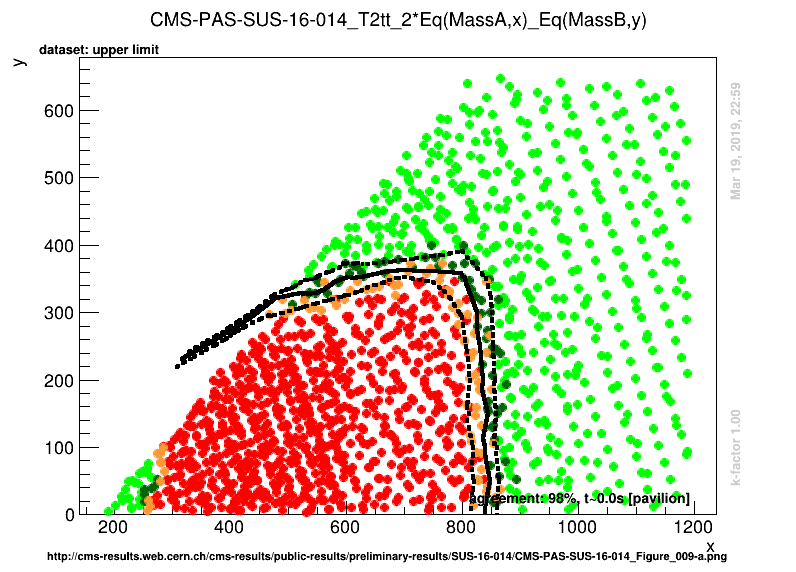 CMS-PAS-SUS-16-014_T2tt_2*Eq(MassA,x)_Eq(MassB,y)
dataset: upper limit
y
600
500
400
300
200
100
0
200
400
600
800
1000
1200
x
agreement: 98%, t~0.0s [pavilion]
Mar 19, 2019, 22:59
k-factor 1.00
http://cms-results.web.cern.ch/cms-results/public-results/preliminary-results/SUS-16-014/CMS-PAS-SUS-16-014_Figure_009-a.png